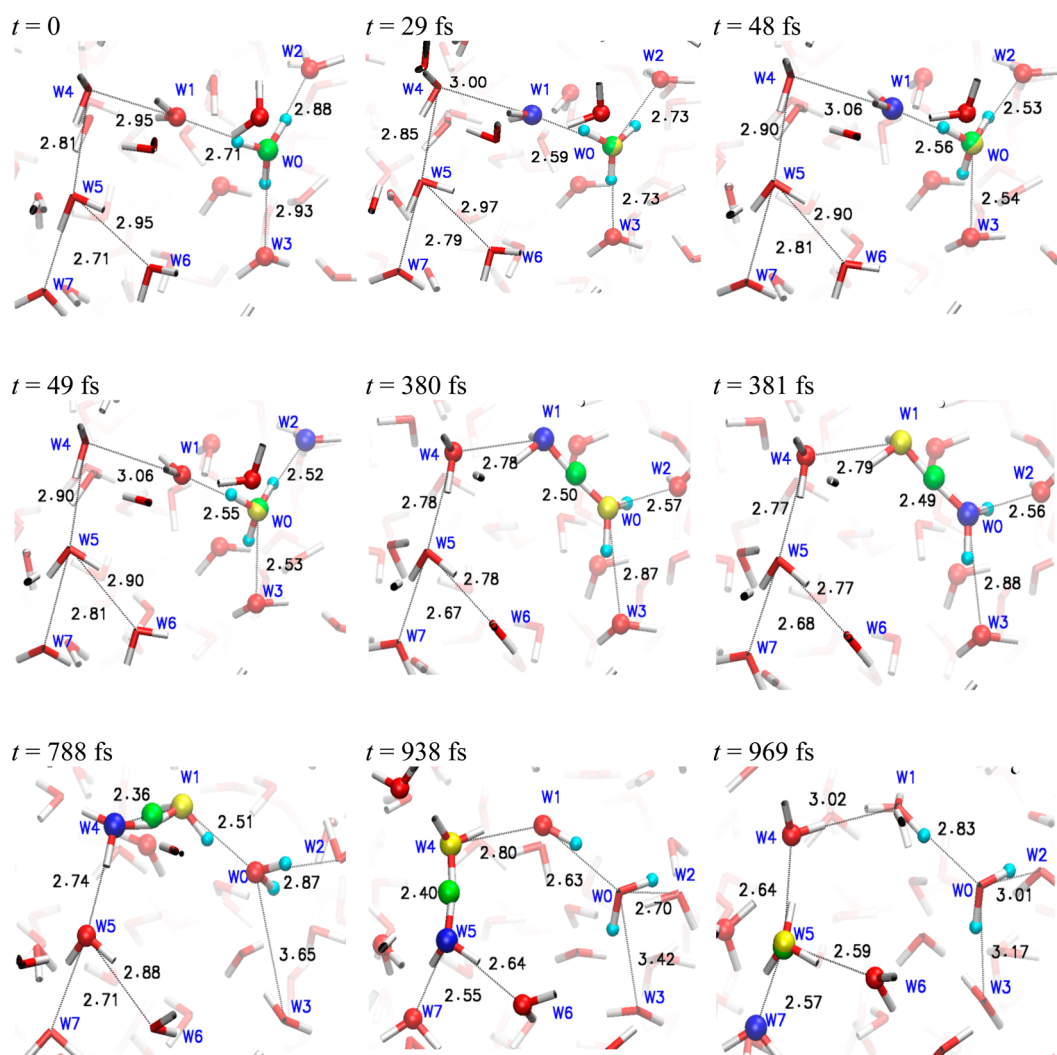 t = 0
t = 29 fs
t = 48 fs
W2
W4
W1
2.88
2.95
2.71
W0
2.81
W5
2.95
2.93
2.71
W3
W7
W6
W2
W4
3.00
W1
2.73
2.85
2.59
W0
W5
2.97
2.73
2.79
W3
W7
W6
W2
W4
W1
3.06
2.53
2.90
2.56
W0
W5
2.90
2.54
2.81
W3
W7
W6
t = 49 fs
t = 380 fs
t = 381 fs
W2
W4
W1
3.06
2.52
2.90
2.55
W0
W5
2.90
2.53
2.81
W3
W7
W6
W1
W4
2.78
W2
2.78
2.50
2.57
W0
W5
2.78
2.87
2.67
W3
W7
W6
W1
W4
2.79
W2
2.77
2.49
2.56
W0
W5
2.77
2.88
2.68
W3
W7
W6
t = 788 fs
t = 938 fs
t = 969 fs
W1
2.36
W4
2.51
W2
2.74
W0
2.87
W5
2.88
3.65
2.71
W3
W7
W6
W1
W4
2.80
2.63
W2
2.40
W0
2.70
W5
2.64
3.42
2.55
W3
W7
W6
W1
3.02
W4
2.83
W2
2.64
W0
3.01
W5
2.59
3.17
2.57
W6
W3
W7